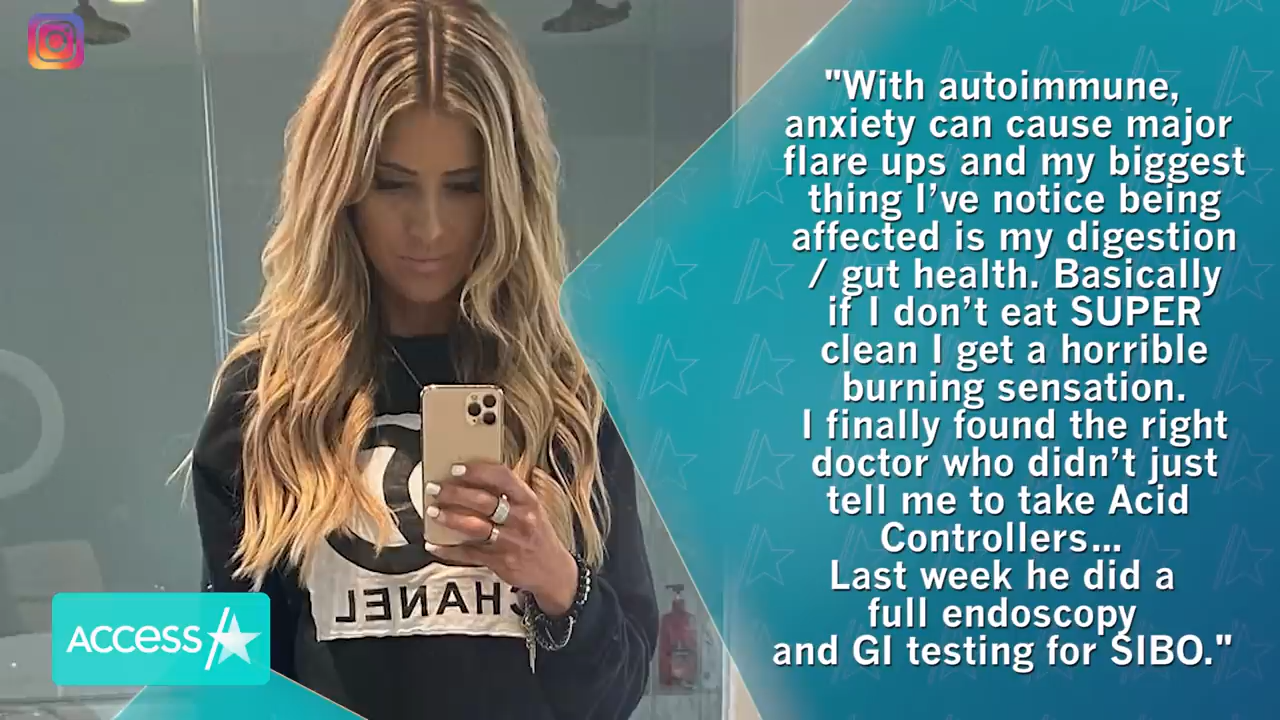 "With autoimmune,
anxiety can cause major
flare ups and my biggest
thing I've notice being
affected is my digestion
/ gut health. Basically
if I don't eat SUPER
clean I get a horrible
burning sensation.
I finally found the right
doctor who didn't just
tell me to take Acid
Controllers...
Last week he did a
full endoscopy
and GI testing for SIBO."
CHANEL
ACCESS